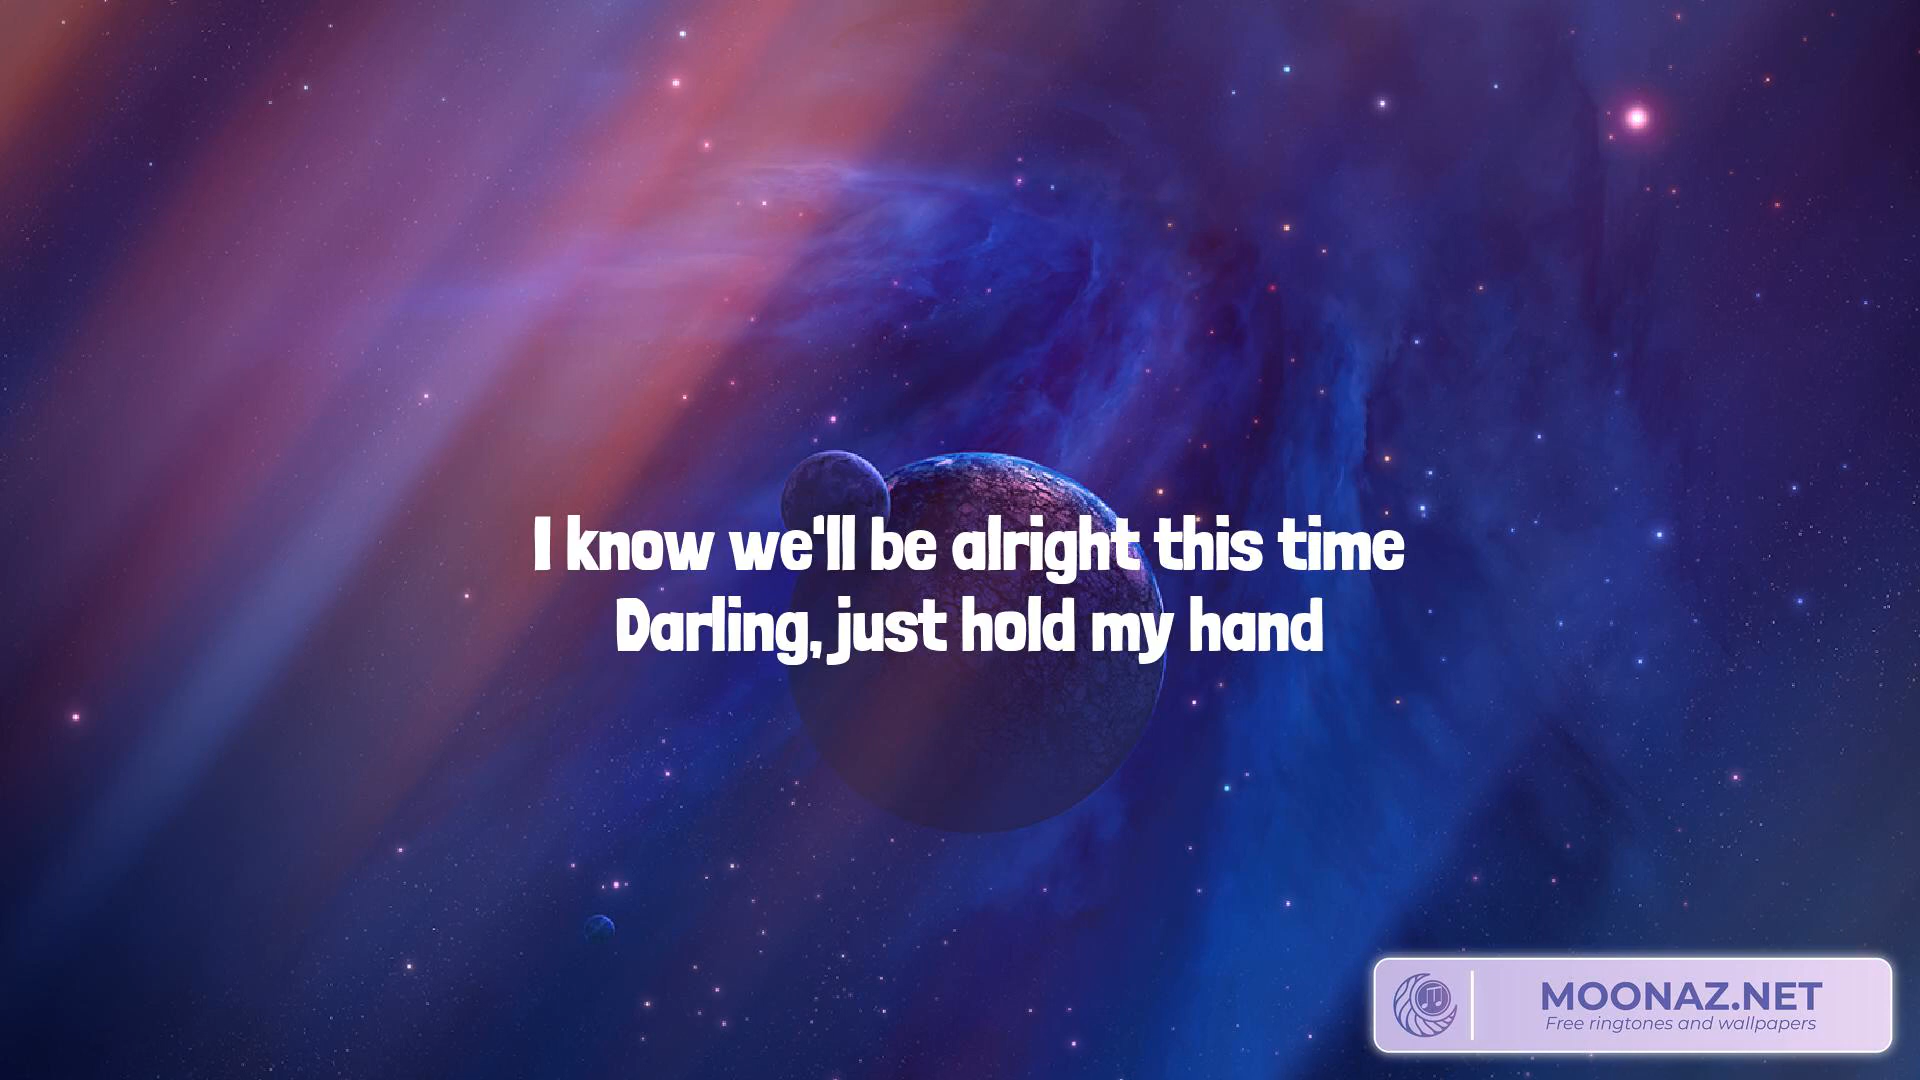 I know we'll be alright this time
Darling, just hold my hand
MOONAZ.NET
Free ringtones and wallpapers